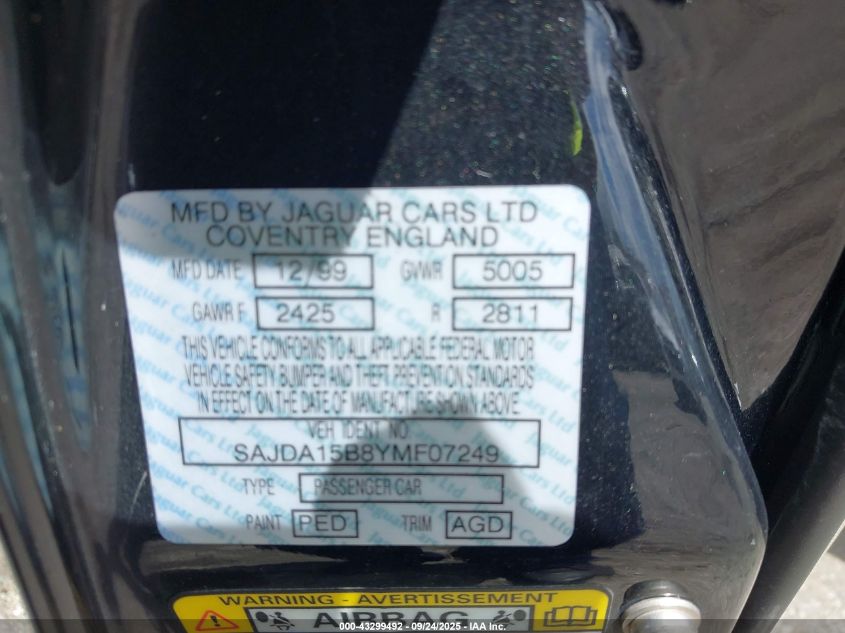 MFD BY JAGUAR CARS LTD
COVENTRY ENGLAND
MFD DATE 12/99 GVWR 5005
GAWR F 2425 R 2811
THIS VEHICLE CONFORMS TO ALL APPLICABLE FEDERAL MOTOR
VEHICLE SAFETY BUMPER AND THEFT PREVENTION STANDARDS
IN EFFECT ON THE DATE OF MANUFACTURE SHOWN ABOVE
VEH IDENT NO
SAJDA15B8YMF07249
TYPE PASSENGER CAR
PAINT PED TRIM AGD
WARNING - AVERTISSEMENT
AIRBAG
000-43299492 - 09/24/2025 - IAA Inc.